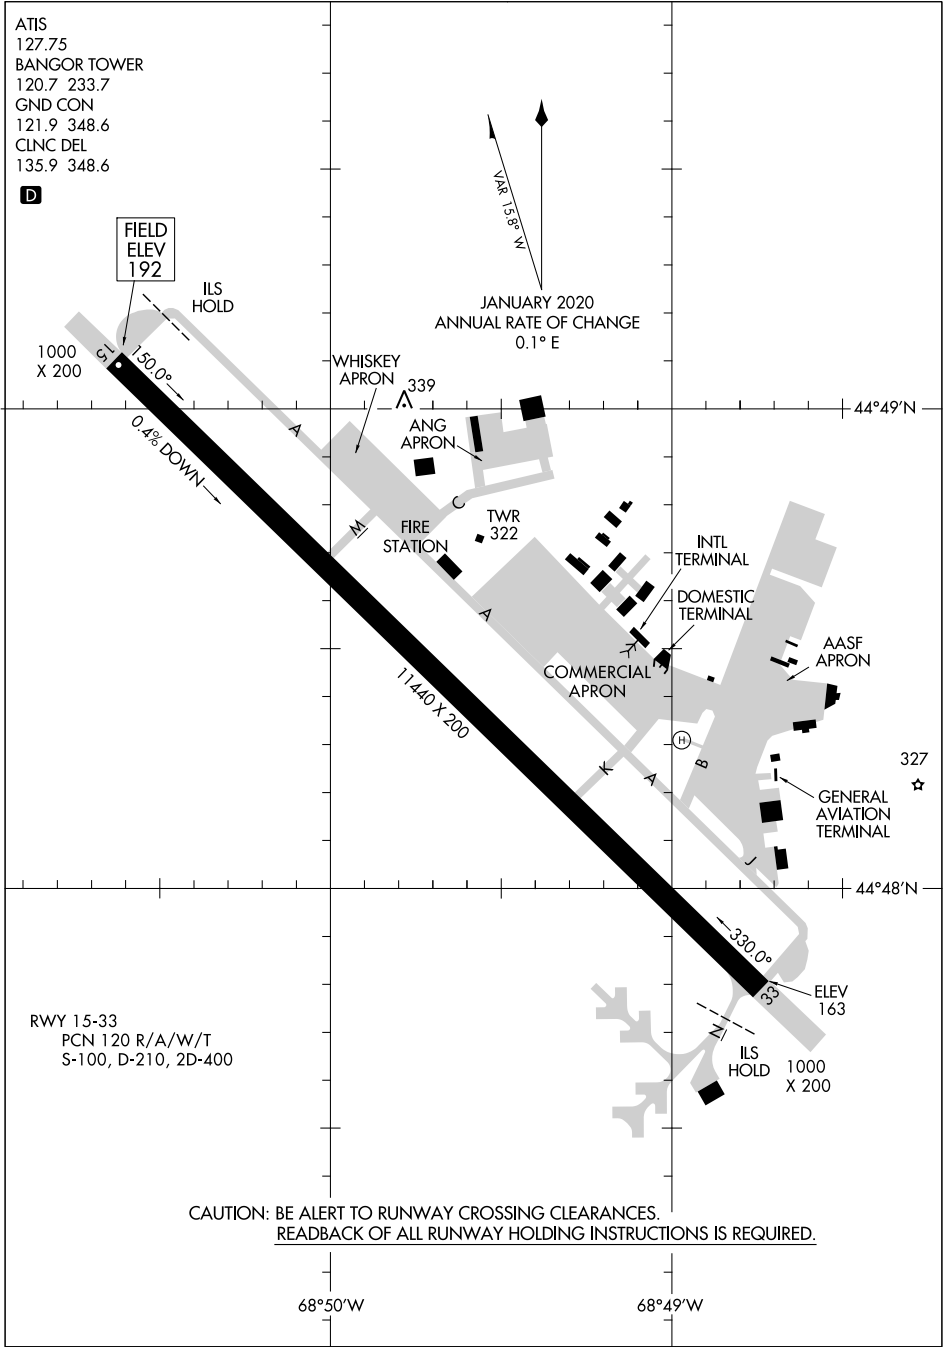 ATIS
127.75
BANGOR TOWER
120.7 233.7
GND CON
121.9 348.6
CLNC DEL
135.9 348.6
D
VAR 15.8° W
JANUARY 2020
ANNUAL RATE OF CHANGE
0.1° E
FIELD
ELEV
192
ILS
HOLD
1000
X 200
15
150.0°
0.4% DOWN
A
WHISKEY
APRON
339
ANG
APRON
44°49'N
C
M
FIRE
STATION
TWR
322
INTL
TERMINAL
DOMESTIC
TERMINAL
A
AASF
APRON
COMMERCIAL
APRON
11440 X 200
H
B
K
A
327
GENERAL
AVIATION
TERMINAL
J
44°48'N
330.0°
33
ELEV
163
N
ILS
HOLD
1000
X 200
RWY 15-33
PCN 120 R/A/W/T
S-100, D-210, 2D-400
CAUTION: BE ALERT TO RUNWAY CROSSING CLEARANCES.
READBACK OF ALL RUNWAY HOLDING INSTRUCTIONS IS REQUIRED.
68°50'W
68°49'W